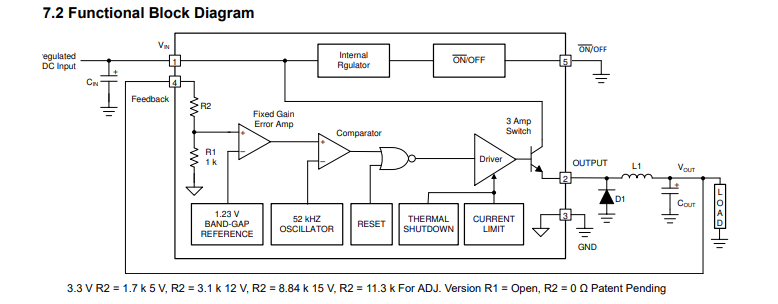 7.2 Functional Block Diagram
VIN
egulated
DC Input
CIN
+
1
4
Feedback
R2
R1
1 k
Internal
Rgulator
ON/OFF
5
ON/OFF
Fixed Gain
Error Amp
+
−
Comparator
+
−
3 Amp
Switch
Driver
OUTPUT
2
L1
VOUT
D1
+
COUT
LOAD
3
GND
1.23 V
BAND-GAP
REFERENCE
52 kHZ
OSCILLATOR
RESET
THERMAL
SHUTDOWN
CURRENT
LIMIT
3.3 V R2 = 1.7 k 5 V, R2 = 3.1 k 12 V, R2 = 8.84 k 15 V, R2 = 11.3 k For ADJ. Version R1 = Open, R2 = 0 Ω Patent Pending